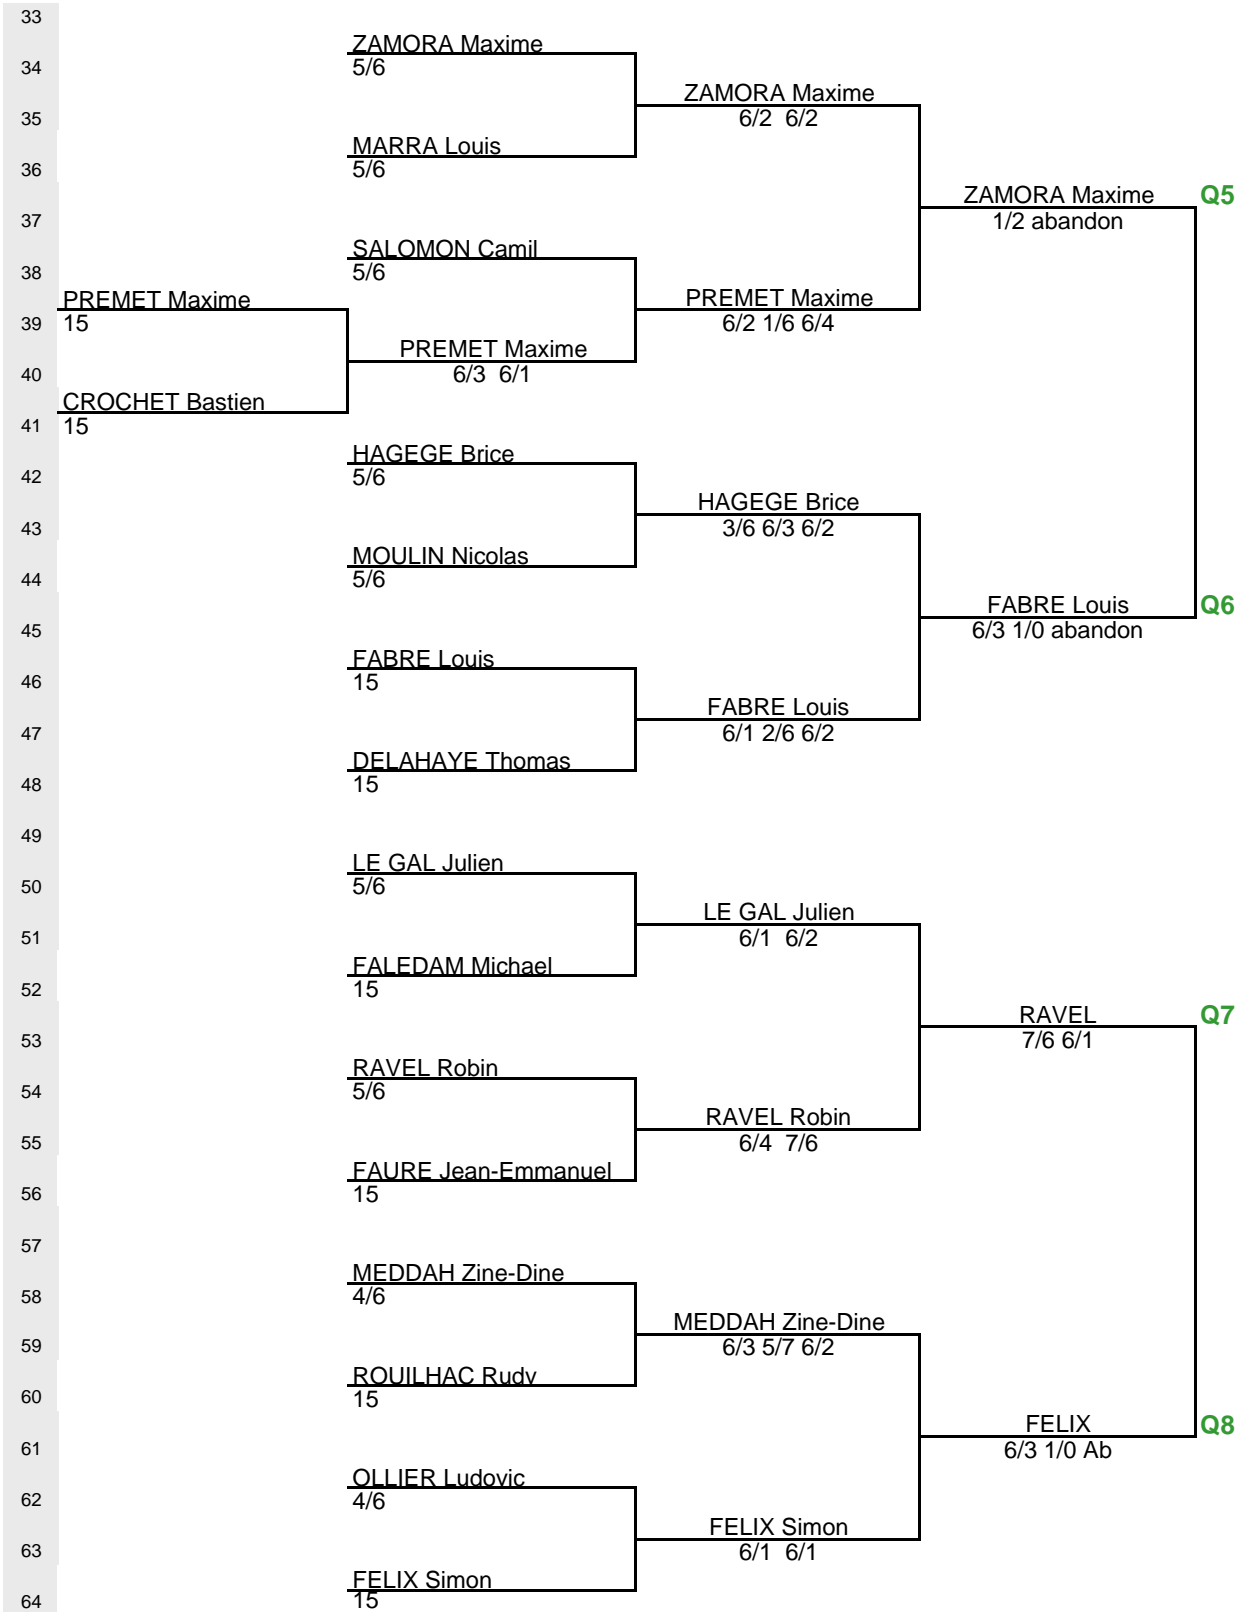 33
ZAMORA Maxime
34
5/6
ZAMORA Maxime
35
6/2 6/2
MARRA Louis
36
5/6
ZAMORA Maxime
Q5
37
1/2 abandon
SALOMON Camil
38
5/6
PREMET Maxime
PREMET Maxime
39
15
6/2 1/6 6/4
PREMET Maxime
40
6/3 6/1
CROCHET Bastien
41
15
HAGEGE Brice
42
5/6
HAGEGE Brice
43
3/6 6/3 6/2
MOULIN Nicolas
44
5/6
FABRE Louis
Q6
45
6/3 1/0 abandon
FABRE Louis
46
15
FABRE Louis
47
6/1 2/6 6/2
DELAHAYE Thomas
48
15
49
LE GAL Julien
50
5/6
LE GAL Julien
51
6/1 6/2
FALEDAM Michael
52
15
RAVEL
Q7
53
7/6 6/1
RAVEL Robin
54
5/6
RAVEL Robin
55
6/4 7/6
FAURE Jean-Emmanuel
56
15
57
MEDDAH Zine-Dine
58
4/6
MEDDAH Zine-Dine
59
6/3 5/7 6/2
ROUILHAC Rudy
60
15
FELIX
Q8
61
6/3 1/0 Ab
OLLIER Ludovic
62
4/6
FELIX Simon
63
6/1 6/1
FELIX Simon
64
15